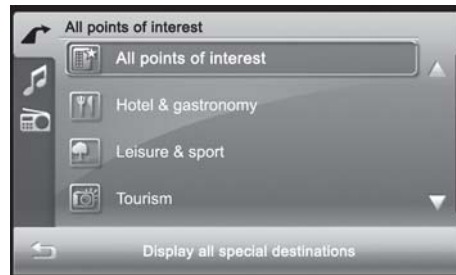 All points of interest
All points of interest
Hotel & gastronomy
Leisure & sport
Tourism
Display all special destinations